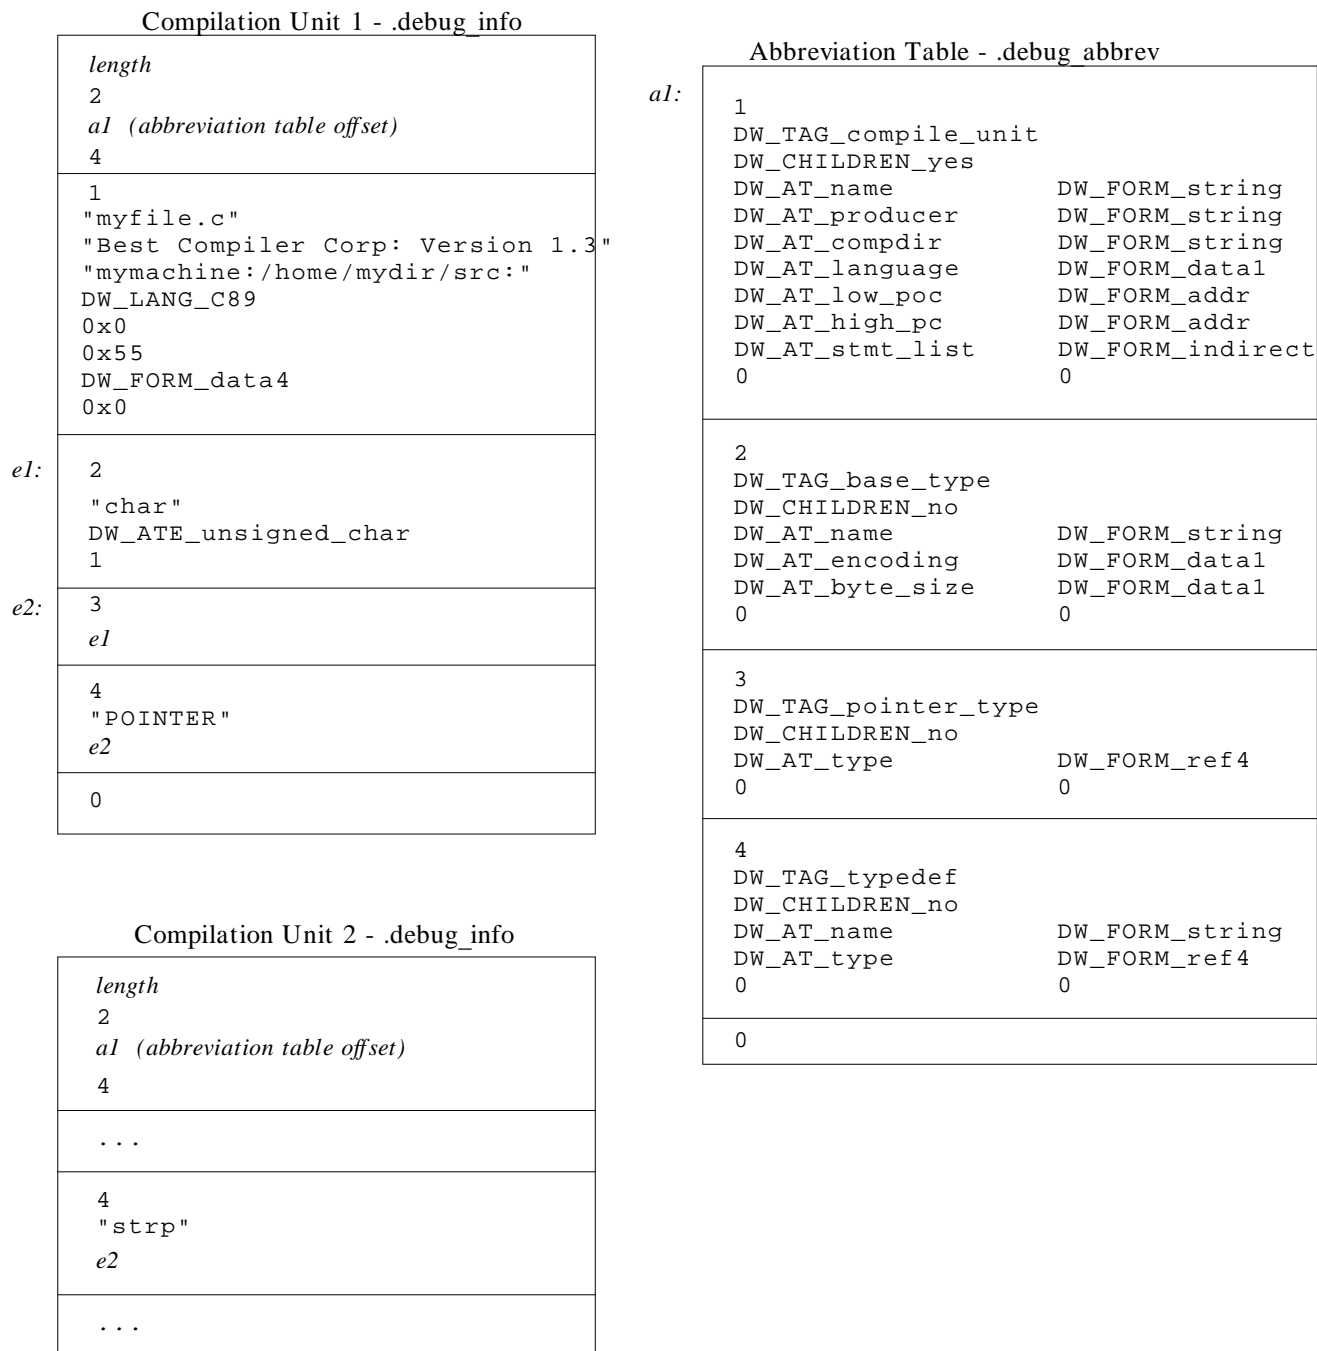 Compilation Unit 1 - .debug_info
length
2
a1 (abbreviation table offset)
4
1
"myfile.c"
"Best Compiler Corp: Version 1.3"
"mymachine:/home/mydir/src:"
DW_LANG_C89
0x0
0x55
DW_FORM_data4
0x0
e1: 2
"char"
DW_ATE_unsigned_char
1
e2: 3
e1
4
"POINTER"
e2
0
Compilation Unit 2 - .debug_info
length
2
a1 (abbreviation table offset)
4
...
4
"strp"
e2
...
Abbreviation Table - .debug_abbrev
a1: 1
DW_TAG_compile_unit
DW_CHILDREN_yes
DW_AT_name DW_FORM_string
DW_AT_producer DW_FORM_string
DW_AT_compdir DW_FORM_string
DW_AT_language DW_FORM_data1
DW_AT_low_poc DW_FORM_addr
DW_AT_high_pc DW_FORM_addr
DW_AT_stmt_list DW_FORM_indirect
0 0
2
DW_TAG_base_type
DW_CHILDREN_no
DW_AT_name DW_FORM_string
DW_AT_encoding DW_FORM_data1
DW_AT_byte_size DW_FORM_data1
0 0
3
DW_TAG_pointer_type
DW_CHILDREN_no
DW_AT_type DW_FORM_ref4
0 0
4
DW_TAG_typedef
DW_CHILDREN_no
DW_AT_name DW_FORM_string
DW_AT_type DW_FORM_ref4
0 0
0